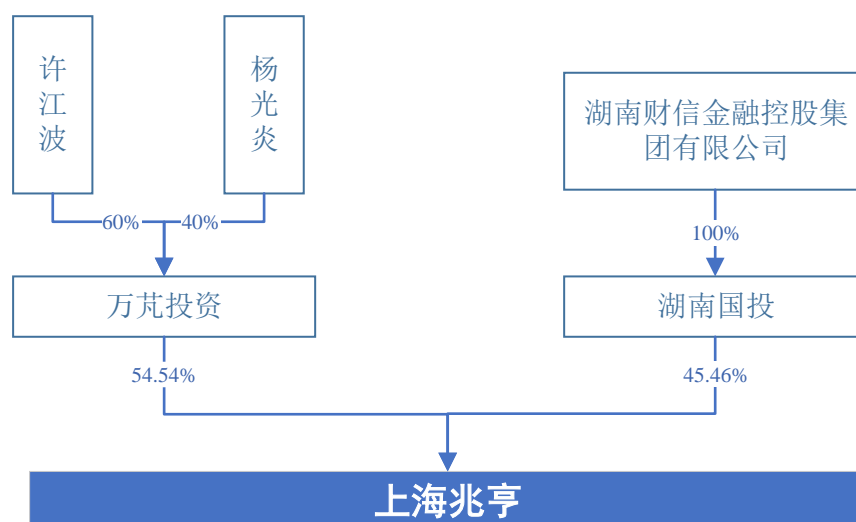 许江波
杨光炎
湖南财信金融控股集
团有限公司
60%
40%
100%
万芃投资
湖南国投
54.54%
45.46%
上海兆亨